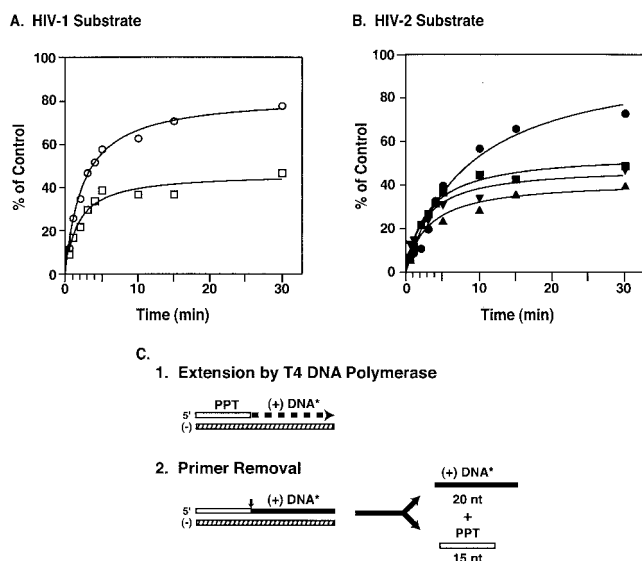 A. HIV-1 Substrate
% of Control
100
80
60
40
20
0
0
10
20
30
Time (min)
B. HIV-2 Substrate
% of Control
100
80
60
40
20
0
0
10
20
30
Time (min)
C.
1. Extension by T4 DNA Polymerase
PPT (+) DNA*
5'
(-)
2. Primer Removal
(+) DNA*
5'
(-)
(+) DNA*
20 nt
+
PPT
15 nt